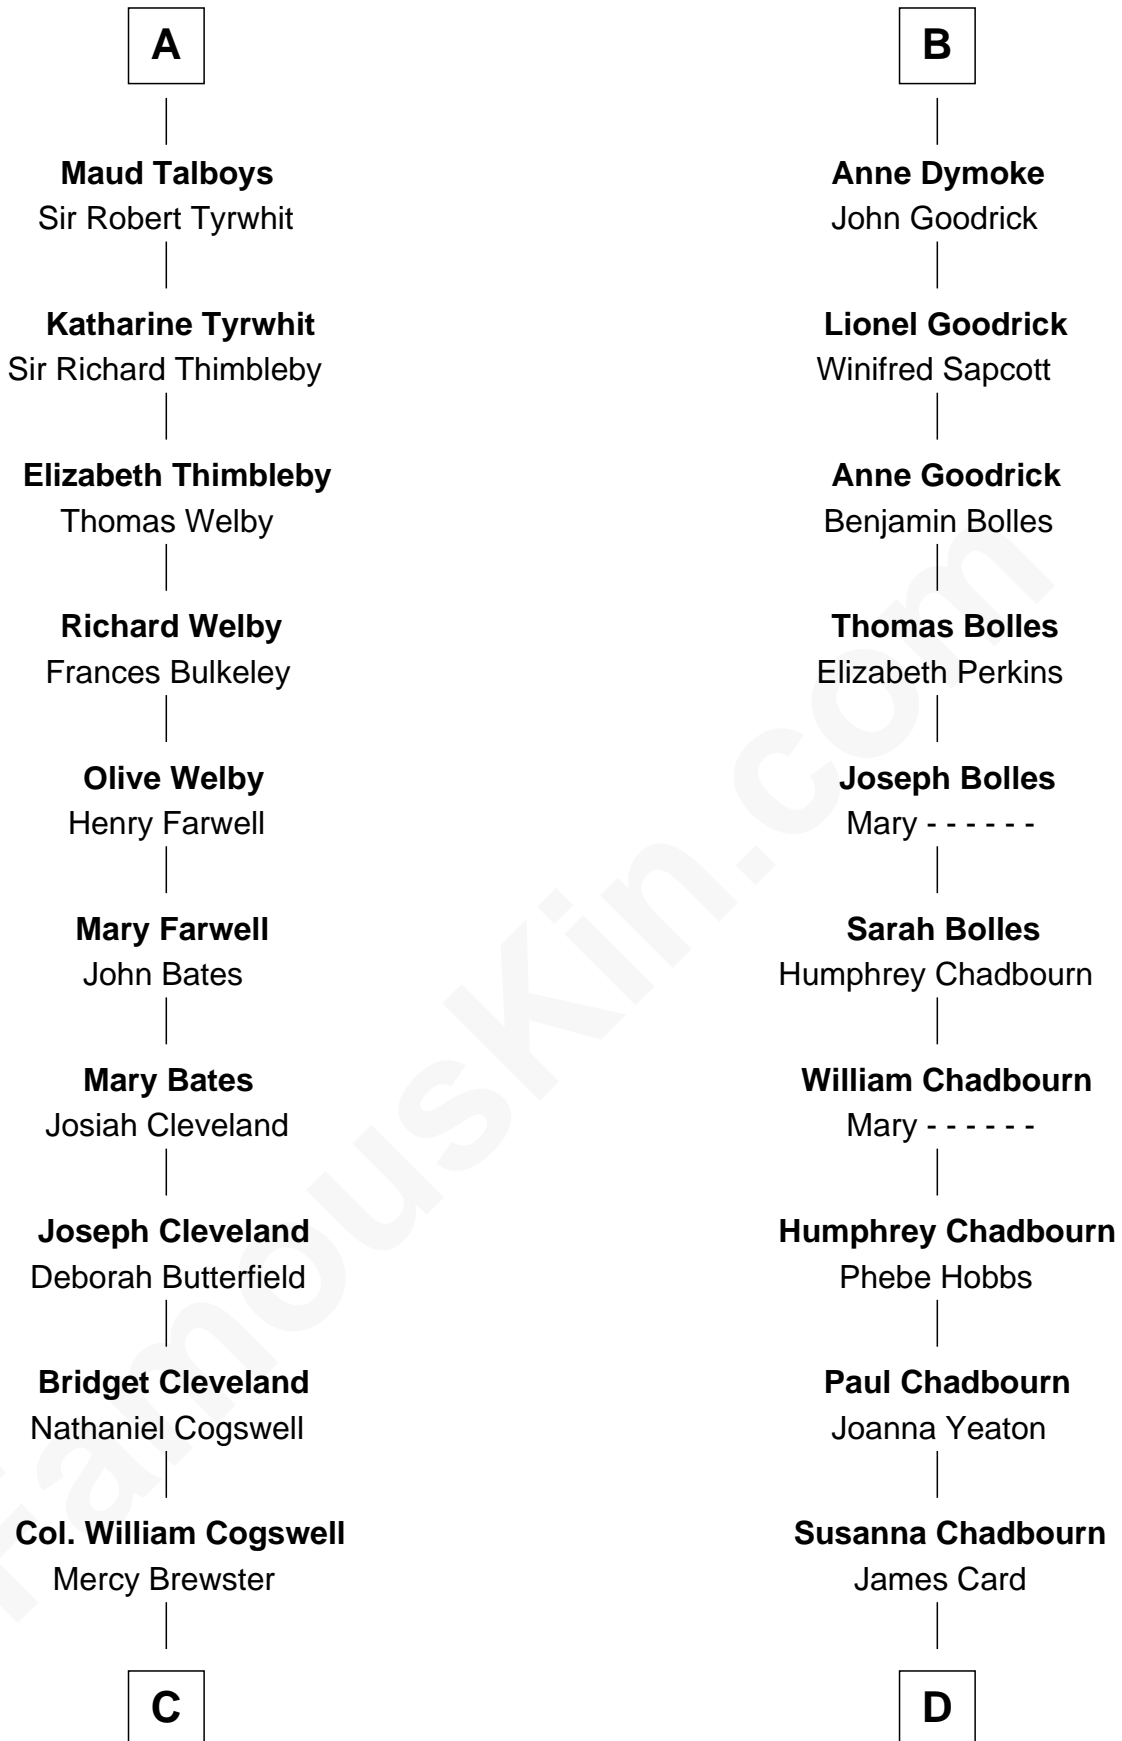 A
Maud Talboys
Sir Robert Tyrwhit
Katharine Tyrwhit
Sir Richard Thimbleby
Elizabeth Thimbleby
Thomas Welby
Richard Welby
Frances Bulkeley
Olive Welby
Henry Farwell
Mary Farwell
John Bates
Mary Bates
Josiah Cleveland
Joseph Cleveland
Deborah Butterfield
Bridget Cleveland
Nathaniel Cogswell
Col. William Cogswell
Mercy Brewster
C
B
Anne Dymoke
John Goodrick
Lionel Goodrick
Winifred Sapcott
Anne Goodrick
Benjamin Bolles
Thomas Bolles
Elizabeth Perkins
Joseph Bolles
Mary - - - - - -
Sarah Bolles
Humphrey Chadbourn
William Chadbourn
Mary - - - - - -
Humphrey Chadbourn
Phebe Hobbs
Paul Chadbourn
Joanna Yeaton
Susanna Chadbourn
James Card
D
FamousKin.com